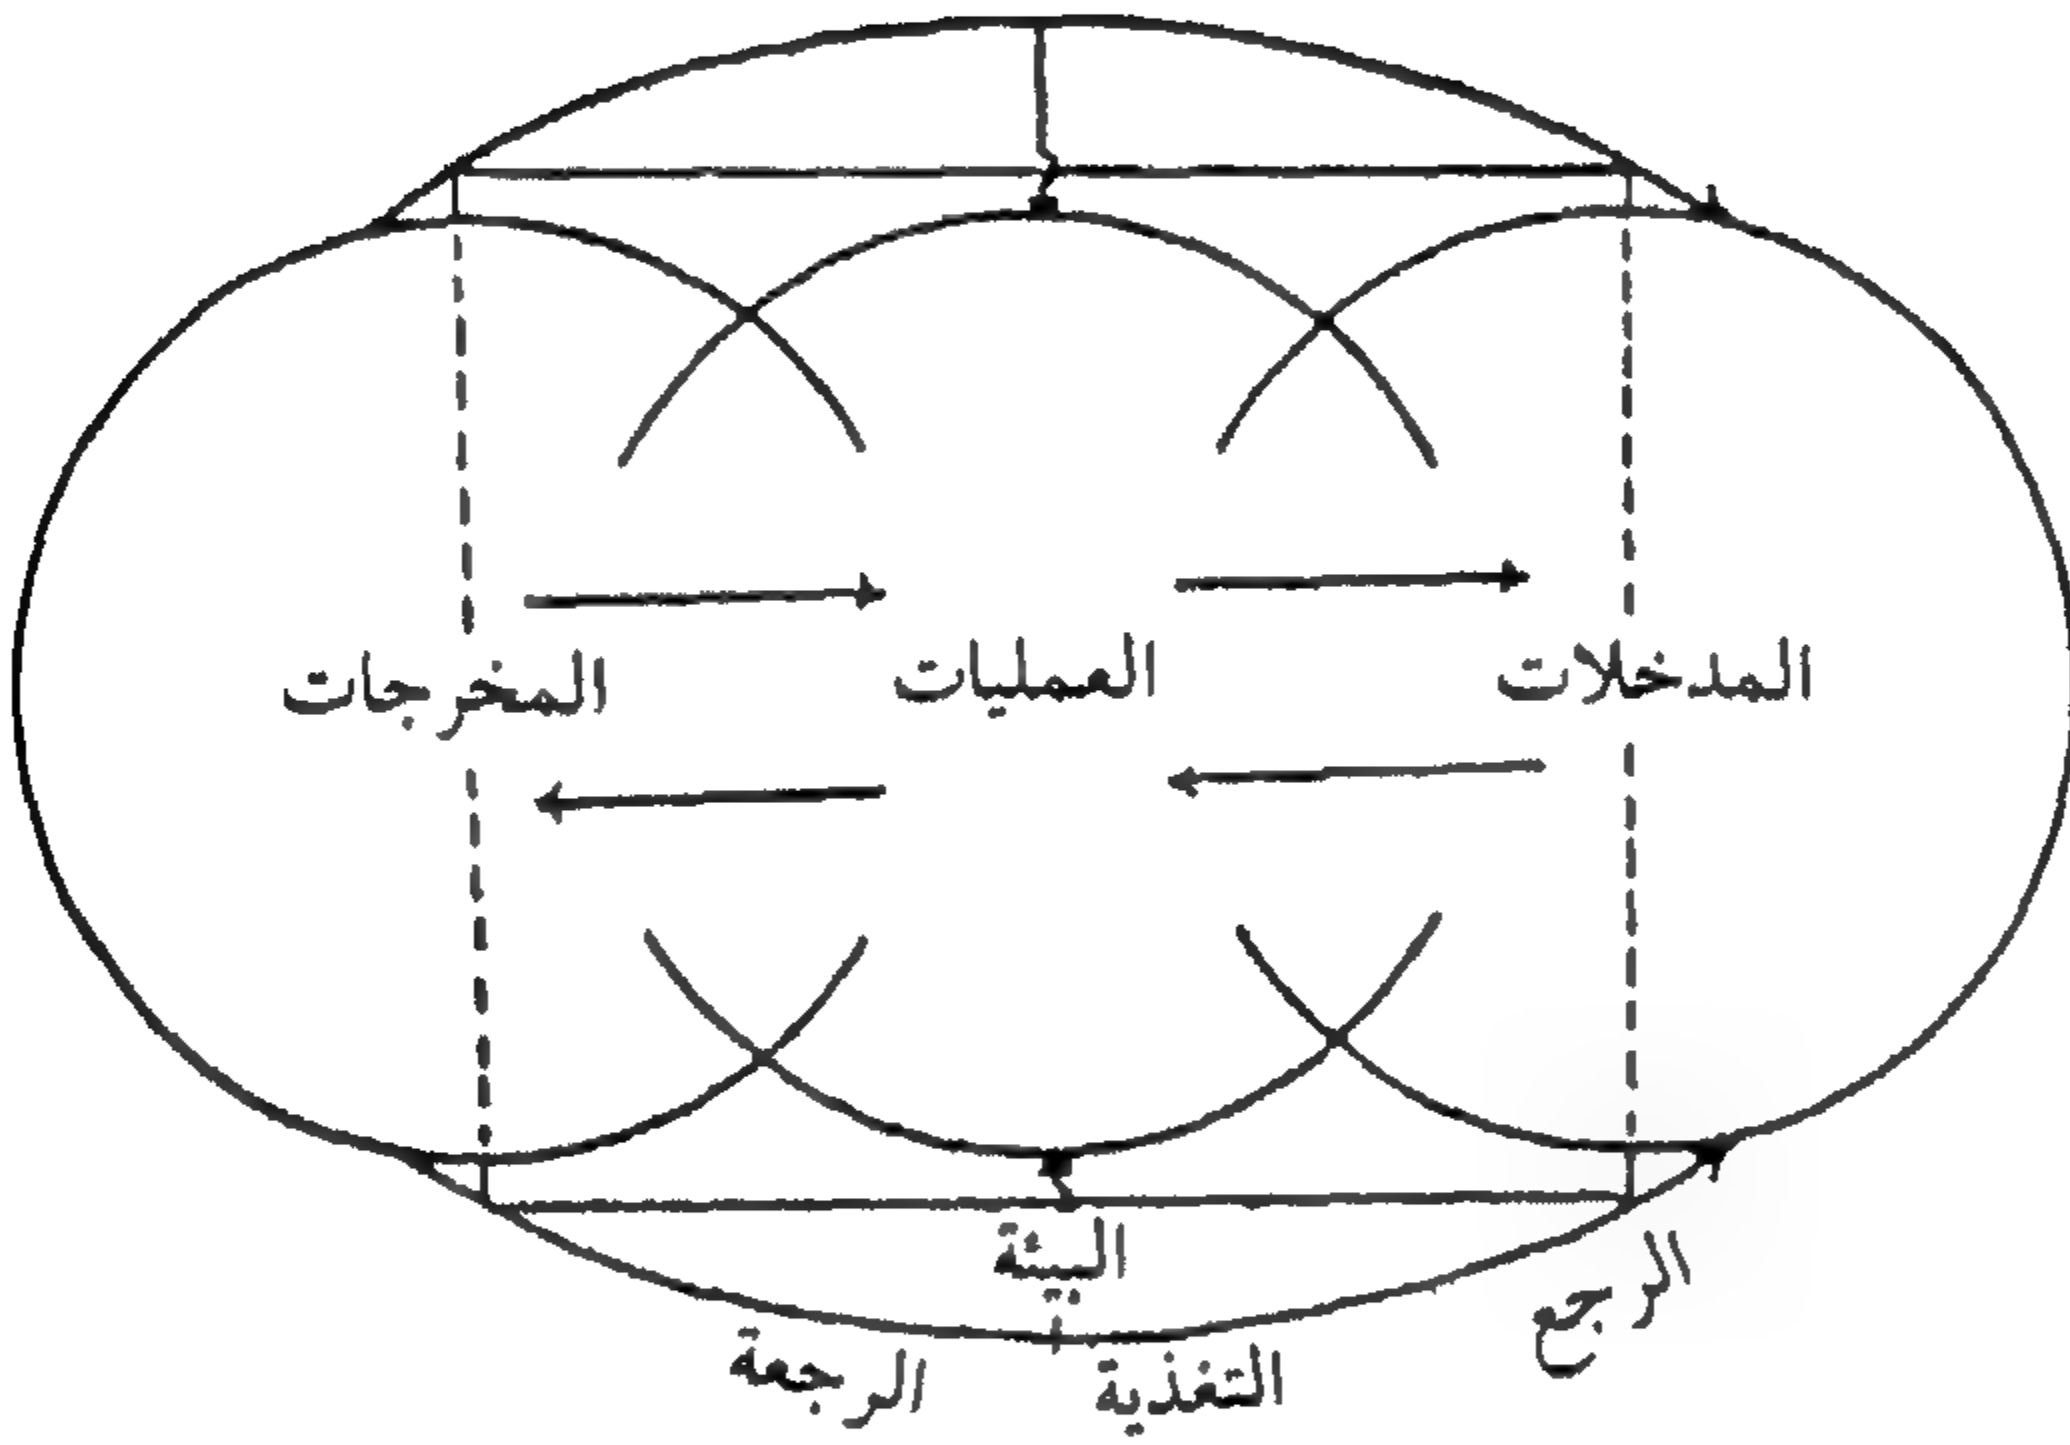 المدخلات
العمليات
المخرجات
البيئة
الرجع
التغذية
الرجعة